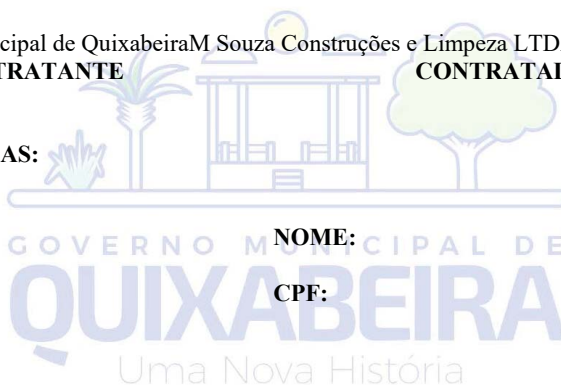 cipal de QuixabeiraM Souza Construções e Limpeza LTD
TRATANTE CONTRATA
AS:
NOME:
GOVERNO MUNICIPAL DE
CPF:
QUIXABEIRA
Uma Nova História